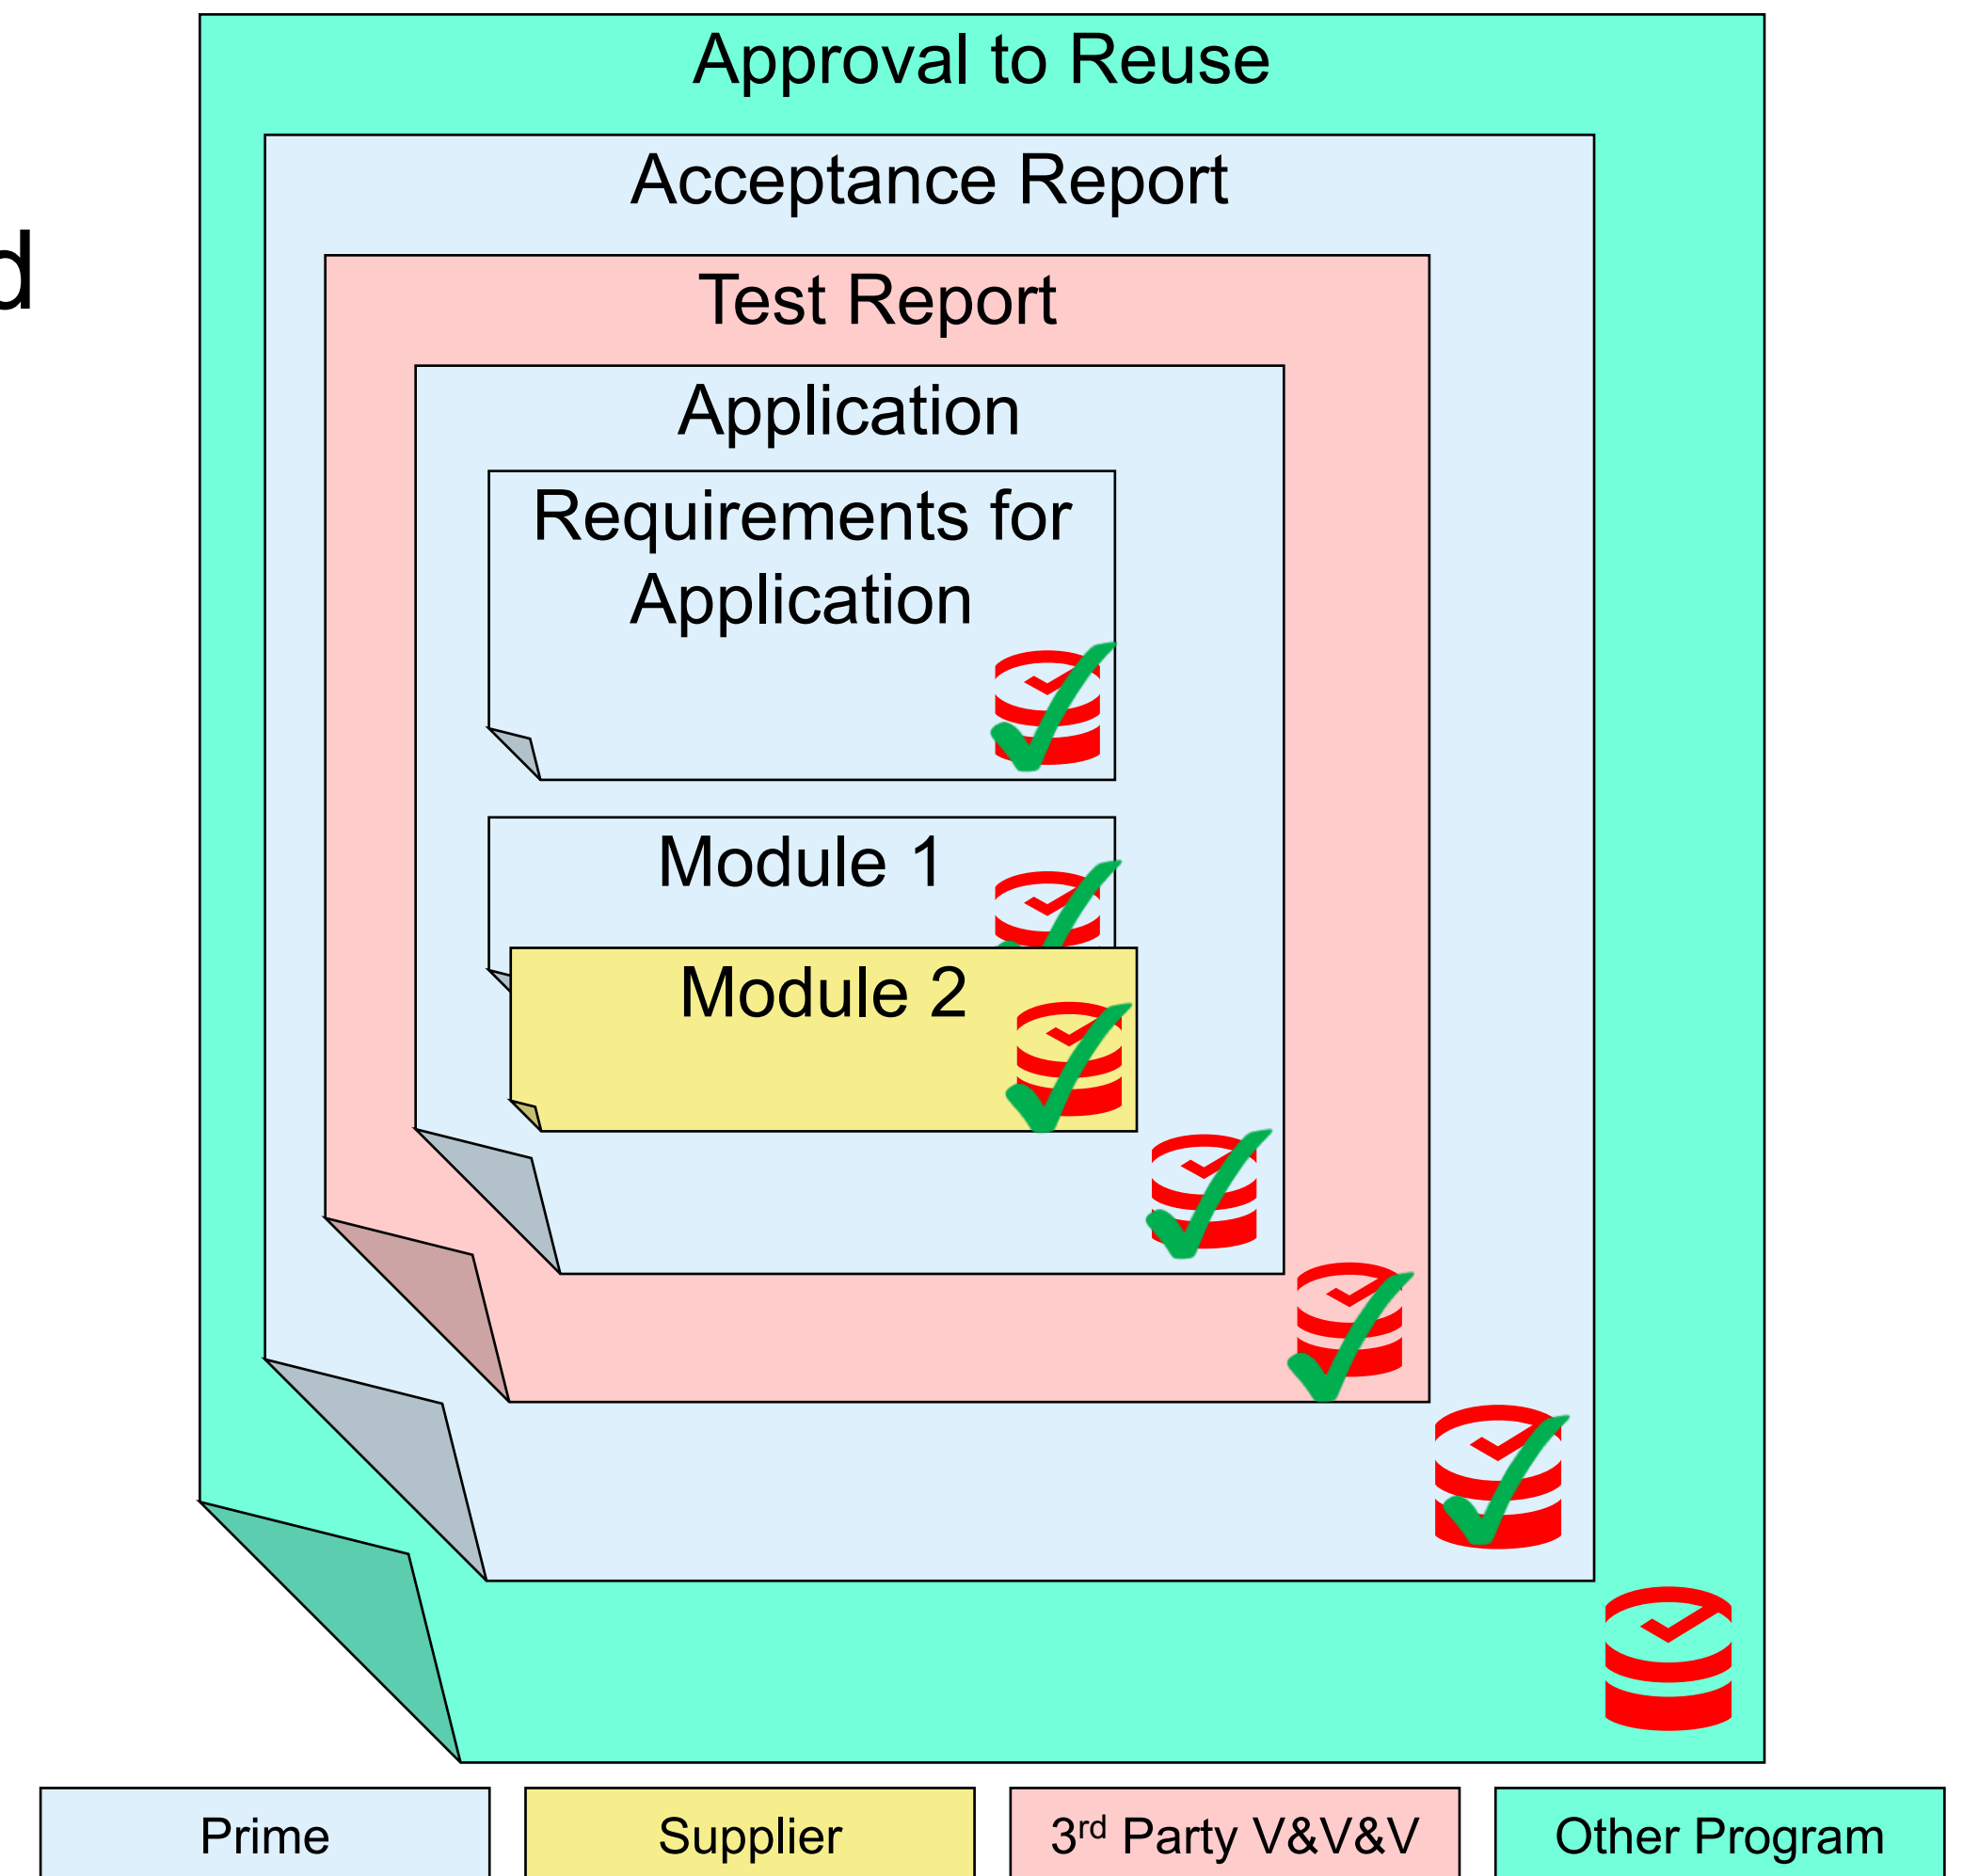 Approval to Reuse
Acceptance Report
d
Test Report
Application
Requirements for
Application
Module 1
Module 2
Prime
Supplier
3rd Party V&V&V
Other Program